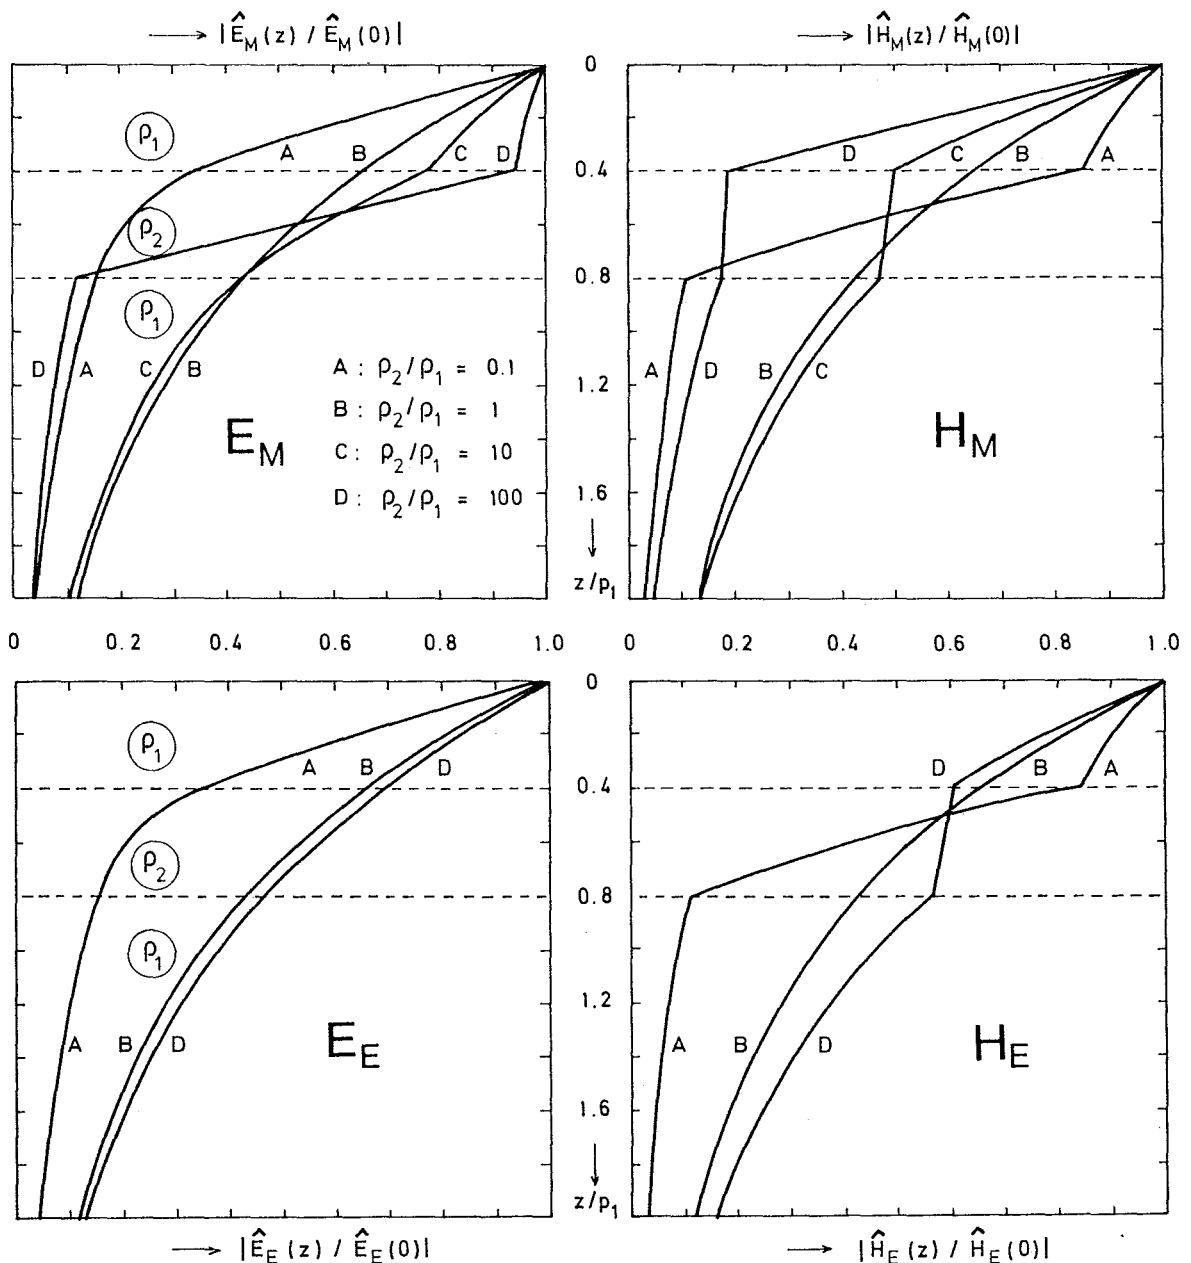 ⟶ |Ê_M(z) / Ê_M(0)|
⟶ |Ĥ_M(z) / Ĥ_M(0)|
0
ρ₁
A B C D
D C B A
0.4
ρ₂
0.8
ρ₁
D A C B
A D B C
1.2
A : ρ₂/ρ₁ = 0.1
B : ρ₂/ρ₁ = 1
C : ρ₂/ρ₁ = 10
D : ρ₂/ρ₁ = 100
E_M
H_M
1.6
z/p₁
0 0.2 0.4 0.6 0.8 1.0
0.2 0.4 0.6 0.8 1.0
0
ρ₁
A B D
D B A
0.4
ρ₂
0.8
ρ₁
A B D
A B D
E_E
H_E
1.2
1.6
z/p₁
⟶ |Ê_E(z) / Ê_E(0)|
⟶ |Ĥ_E(z) / Ĥ_E(0)|